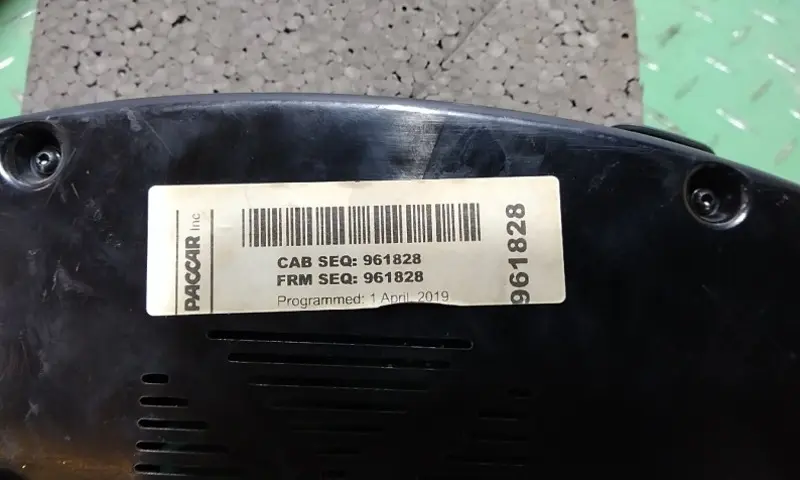 PACCAR Inc
CAB SEQ: 961828
FRM SEQ: 961828
Programmed: 1 April, 2019
961828